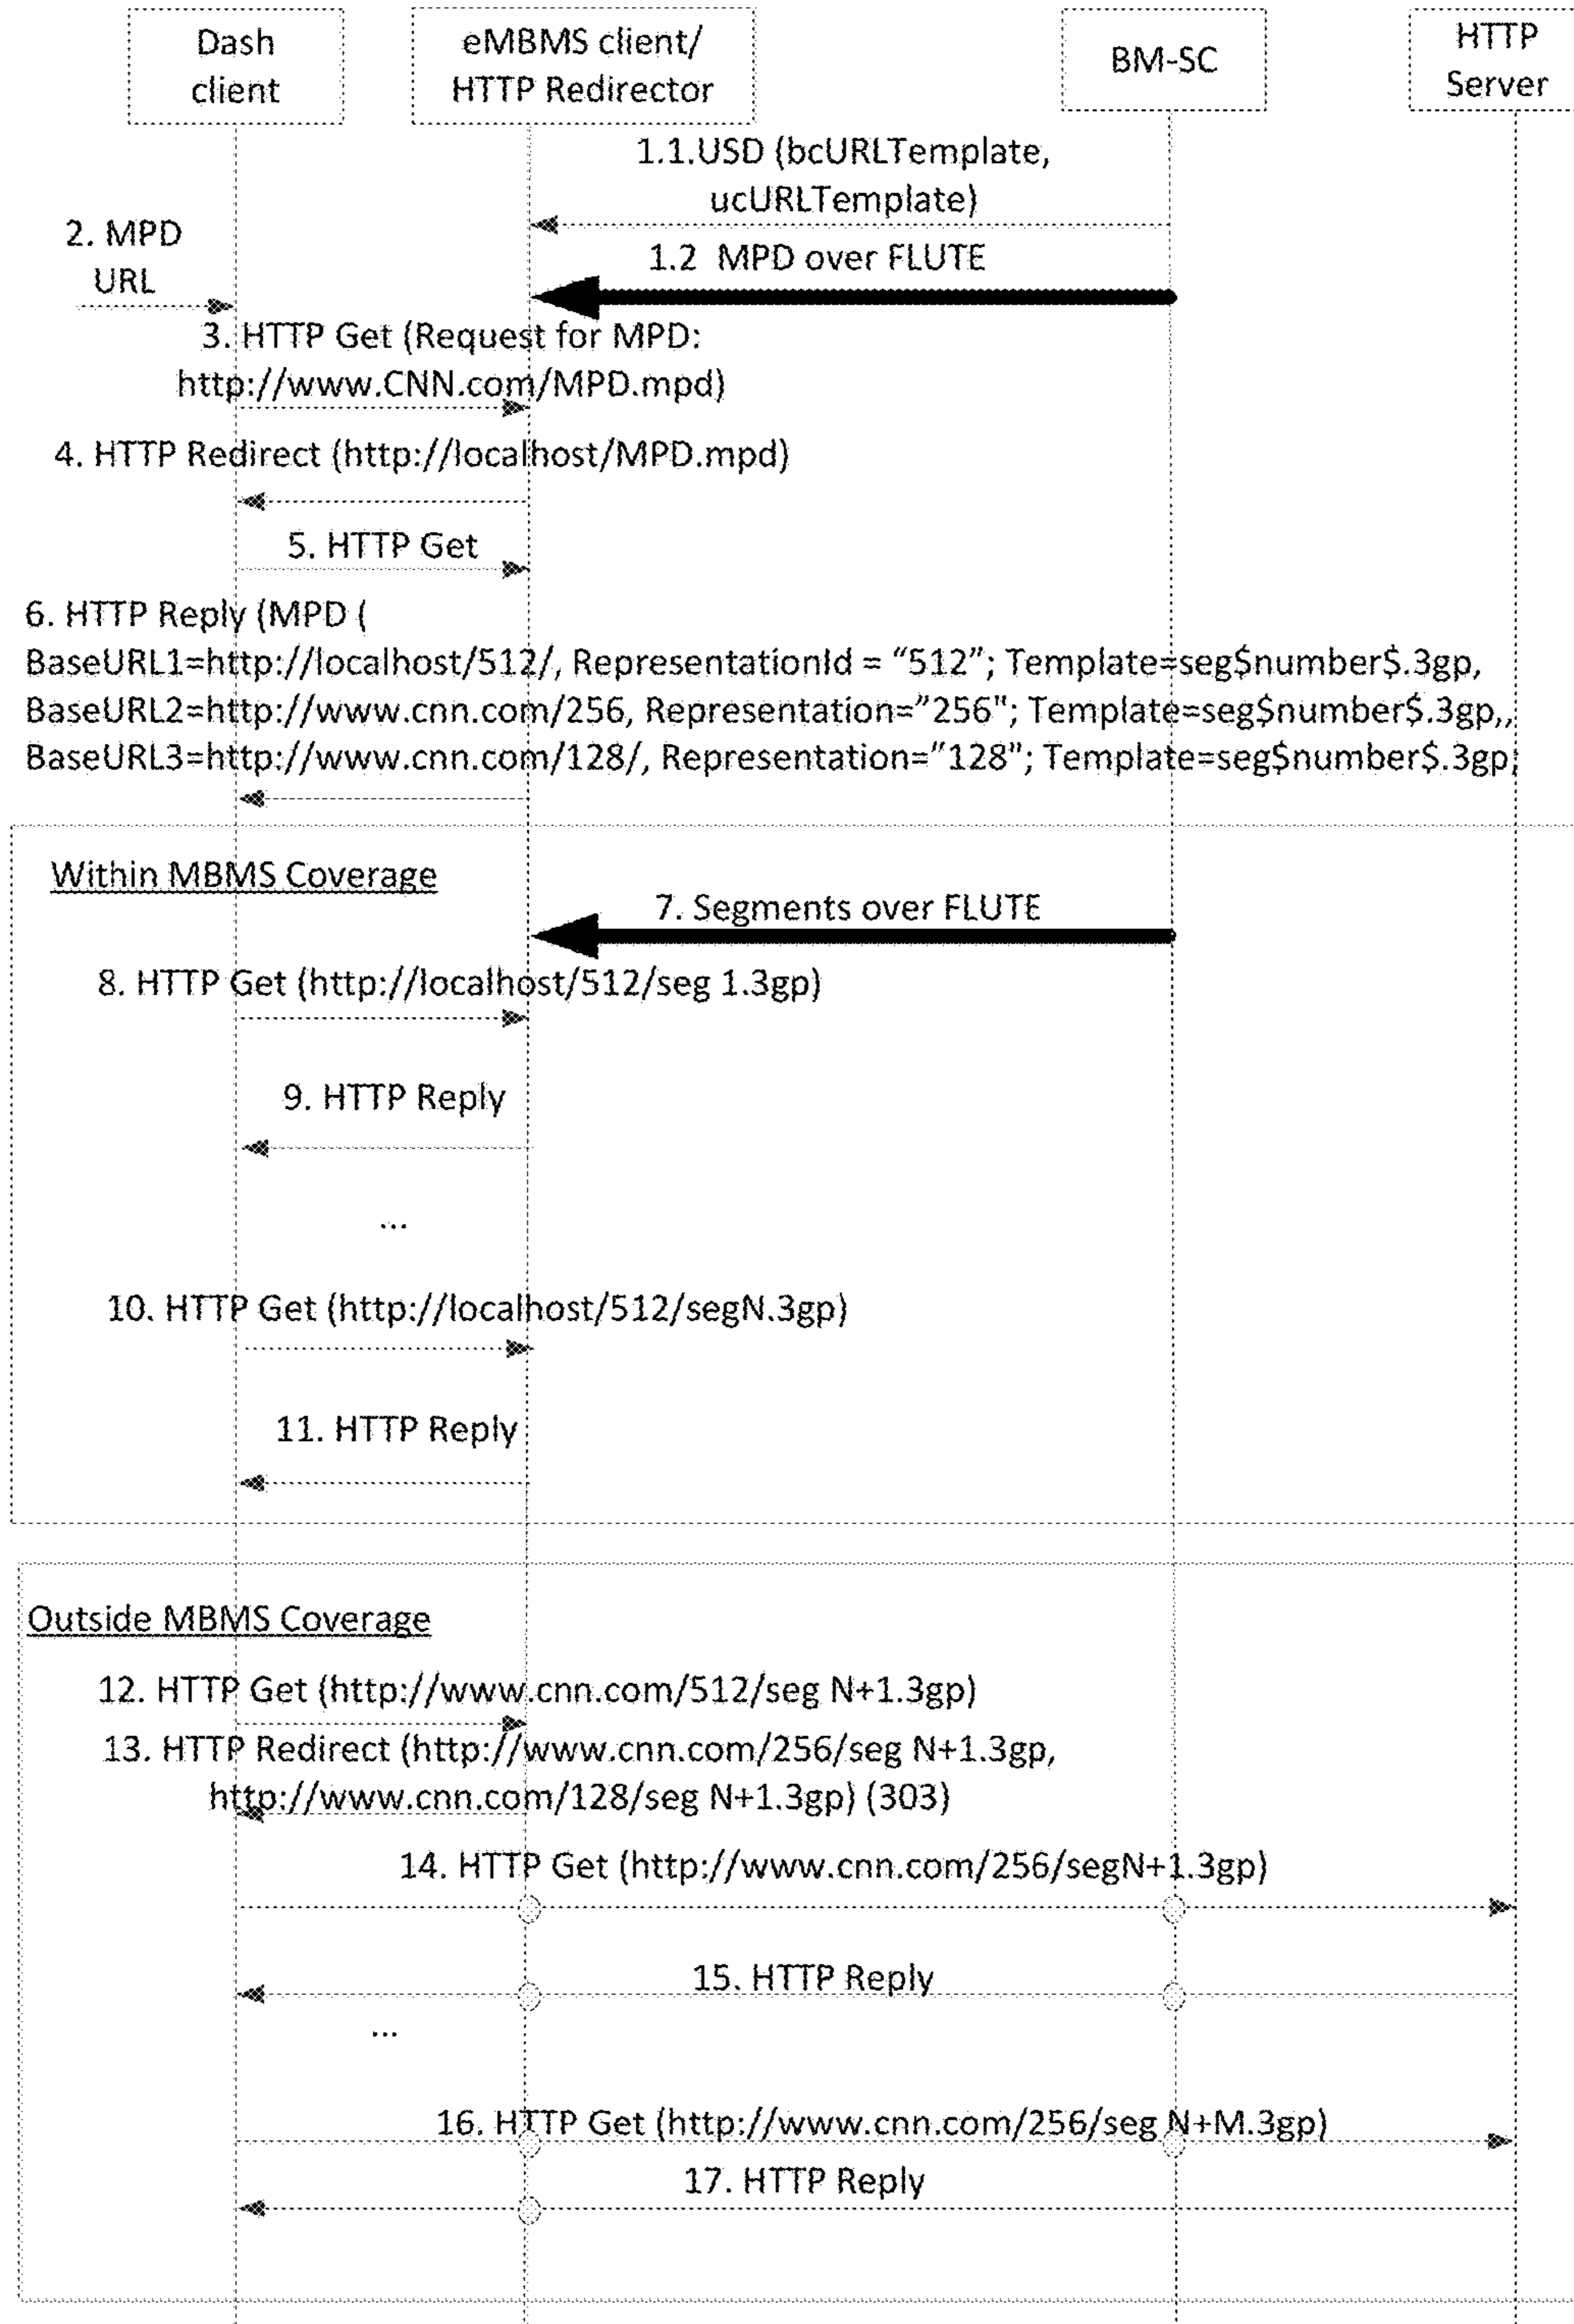 Dash
client
eMBMS client/
HTTP Redirector
BM-SC
HTTP
Server
1.1.USD (bcURLTemplate,
ucURLTemplate)
2. MPD
URL
1.2 MPD over FLUTE
3. HTTP Get (Request for MPD:
http://www.CNN.com/MPD.mpd)
4. HTTP Redirect (http://localhost/MPD.mpd)
5. HTTP Get
6. HTTP Reply (MPD (
BaseURL1=http://localhost/512/, RepresentationId = “512”; Template=seg$number$.3gp,
BaseURL2=http://www.cnn.com/256, Representation=”256"; Template=seg$number$.3gp,,
BaseURL3=http://www.cnn.com/128/, Representation=”128"; Template=seg$number$.3gp;
Within MBMS Coverage
7. Segments over FLUTE
8. HTTP Get (http://localhost/512/seg 1.3gp)
9. HTTP Reply
...
10. HTTP Get (http://localhost/512/segN.3gp)
11. HTTP Reply
Outside MBMS Coverage
12. HTTP Get (http://www.cnn.com/512/seg N+1.3gp)
13. HTTP Redirect (http://www.cnn.com/256/seg N+1.3gp,
http://www.cnn.com/128/seg N+1.3gp) (303)
14. HTTP Get (http://www.cnn.com/256/segN+1.3gp)
15. HTTP Reply
...
16. HTTP Get (http://www.cnn.com/256/seg N+M.3gp)
17. HTTP Reply